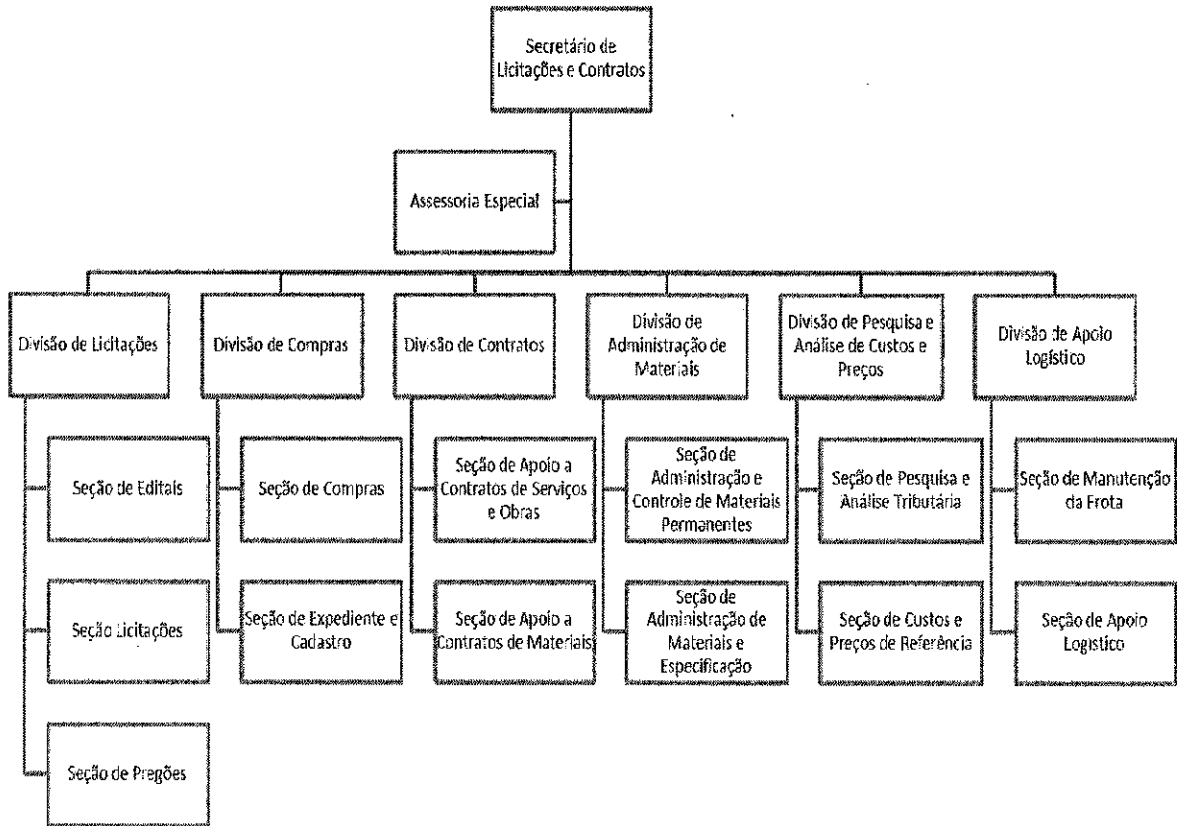 Secretário de
Licitações e Contratos
Assessoria Especial
Divisão de Licitações
Divisão de Compras
Divisão de Contratos
Divisão de
Administração de
Materiais
Divisão de Pesquisa e
Análise de Custos e
Preços
Divisão de Apoio
Logístico
Seção de Editais
Seção de Compras
Seção de Apoio a
Contratos de Serviços
e Obras
Seção de
Administração e
Controle de Materiais
Permanentes
Seção de Pesquisa e
Análise Tributária
Seção de Manutenção
da Frota
Seção Licitações
Seção de Expediente e
Cadastro
Seção de Apoio a
Contratos de Materiais
Seção de
Administração de
Materiais e
Especificação
Seção de Custos e
Preços de Referência
Seção de Apoio
Logístico
Seção de Pregões